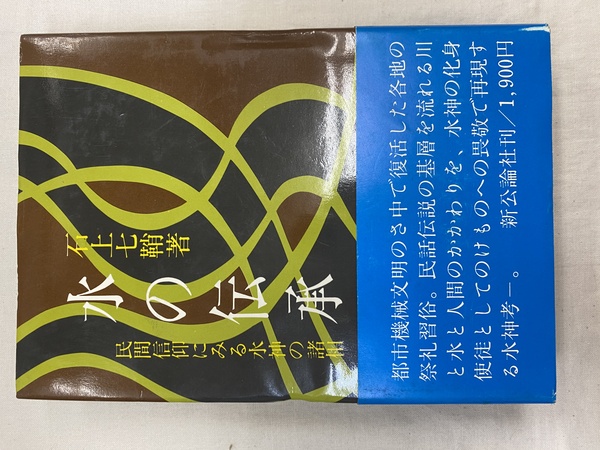 石上七鞘著
水の伝承
民間信仰にみる水神の諸相
都市機械文明のさ中で復活した各地の
祭礼習俗。民話伝説の基層を流れる川
と水と人間のかかわりを、水神の化身
使徒としてのけものへの畏敬で再現す
る水神考―。 新公論社刊/1,900円